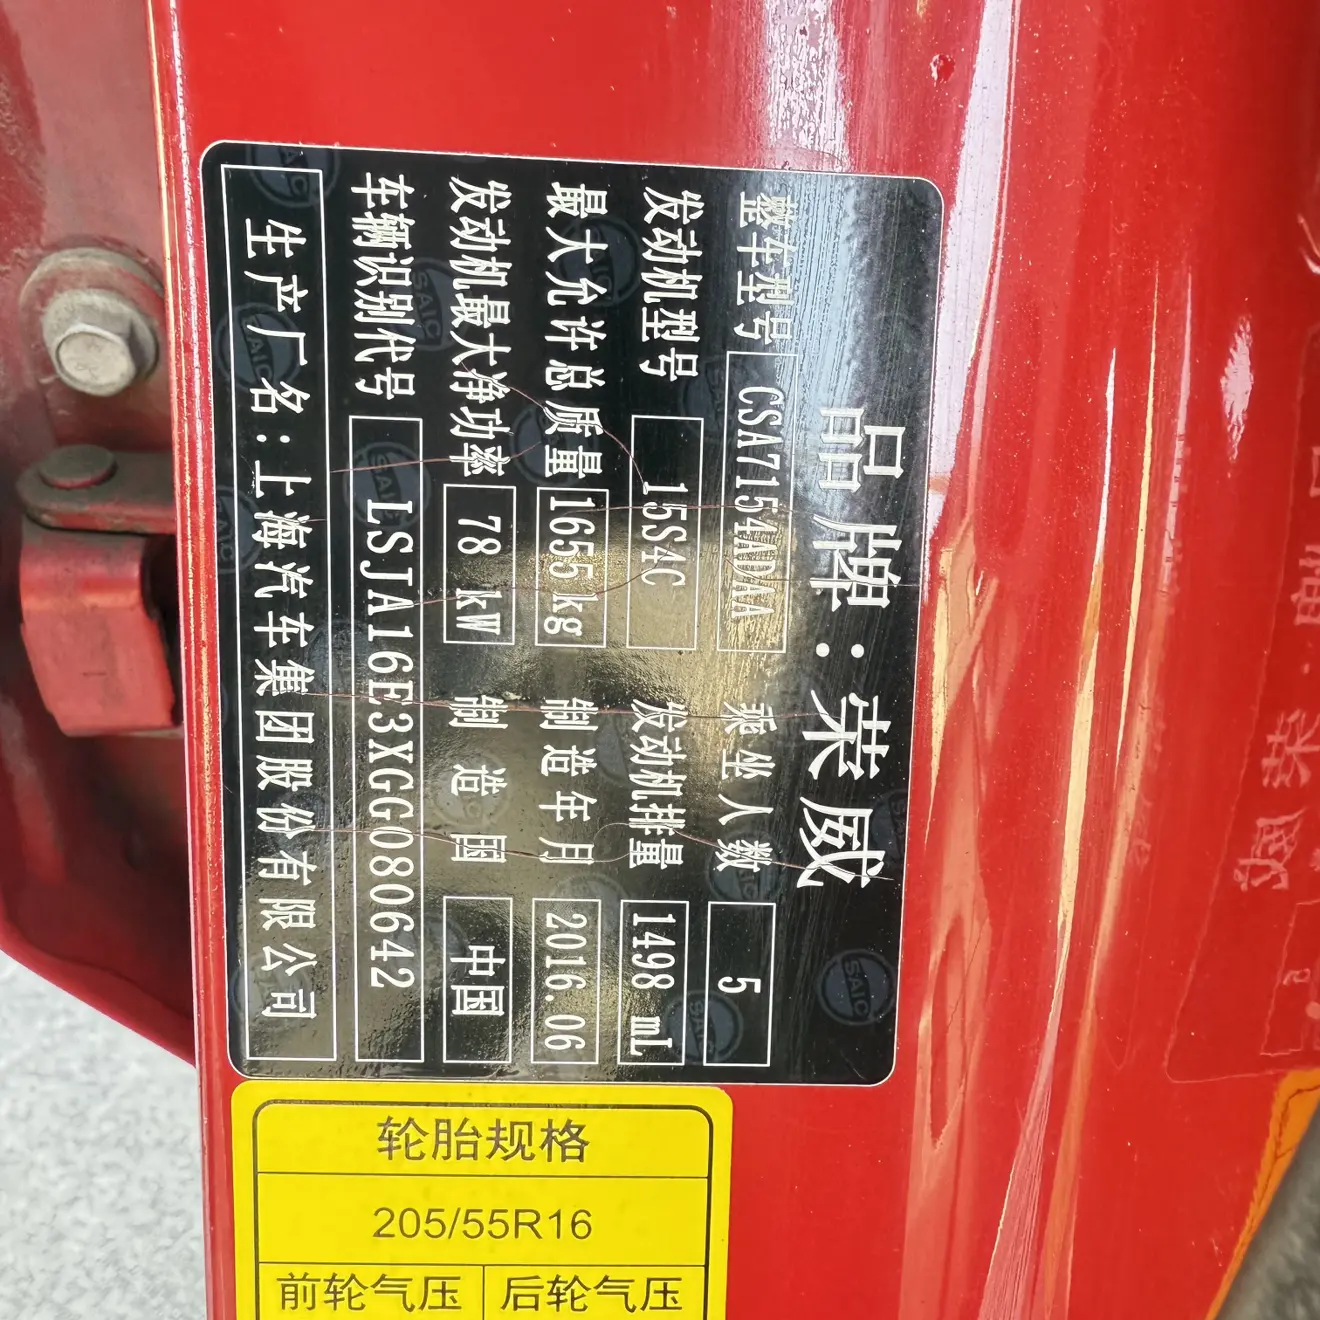 品牌：荣威
整车型号 CSA7154ADAA 乘坐人数 5
发动机型号 15S4C 发动机排量 1498 mL
最大允许总质量 1655kg 制造年月 2016.06
发动机最大净功率 78 kW 制造国 中国
车辆识别代号 LSJA16E3XGG080642
生产厂名：上海汽车集团股份有限公司
轮胎规格
205/55R16
前轮气压 后轮气压
SAIC